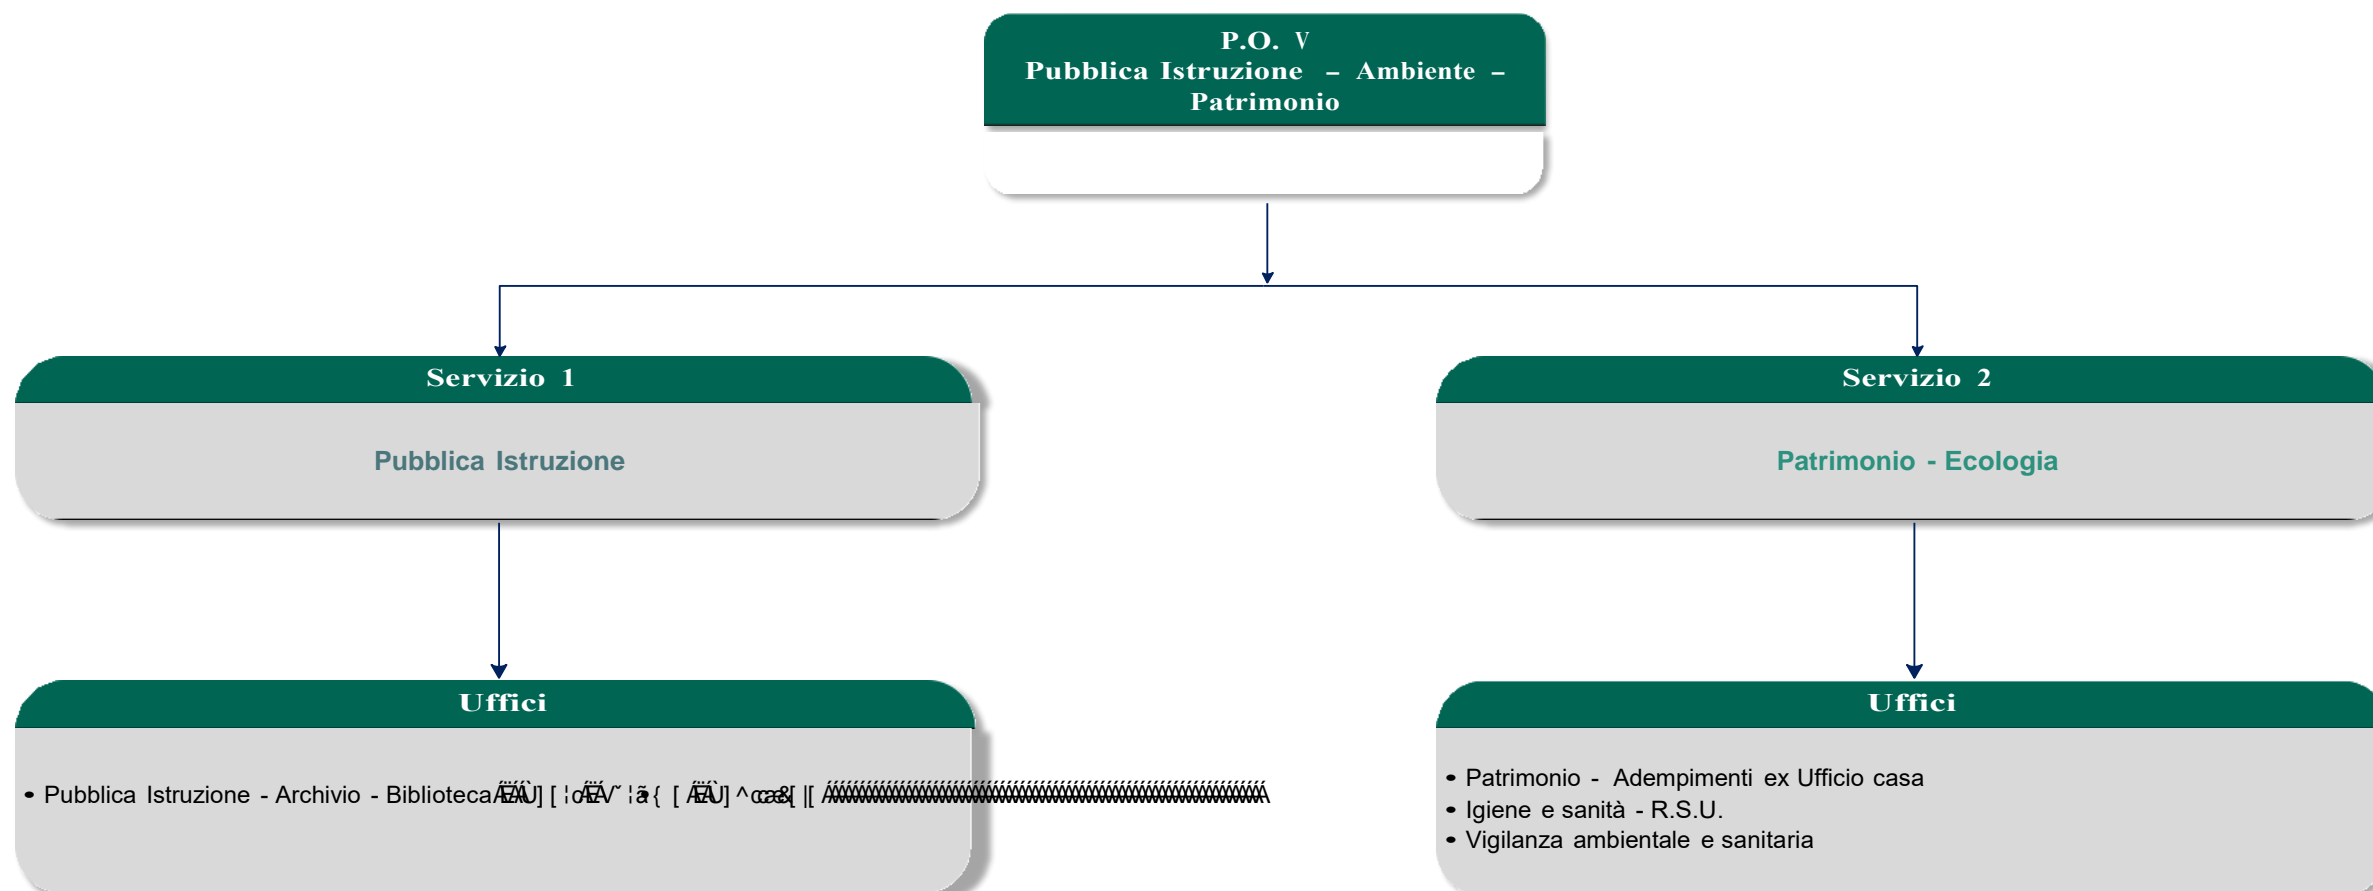 P.O. V
Pubblica Istruzione – Ambiente –
Patrimonio
Servizio 1
Servizio 2
Pubblica Istruzione
Patrimonio - Ecologia
Uffici
Uffici
• Pubblica Istruzione - Archivio - Biblioteca
• Patrimonio - Adempimenti ex Ufficio casa
• Igiene e sanità - R.S.U.
• Vigilanza ambientale e sanitaria